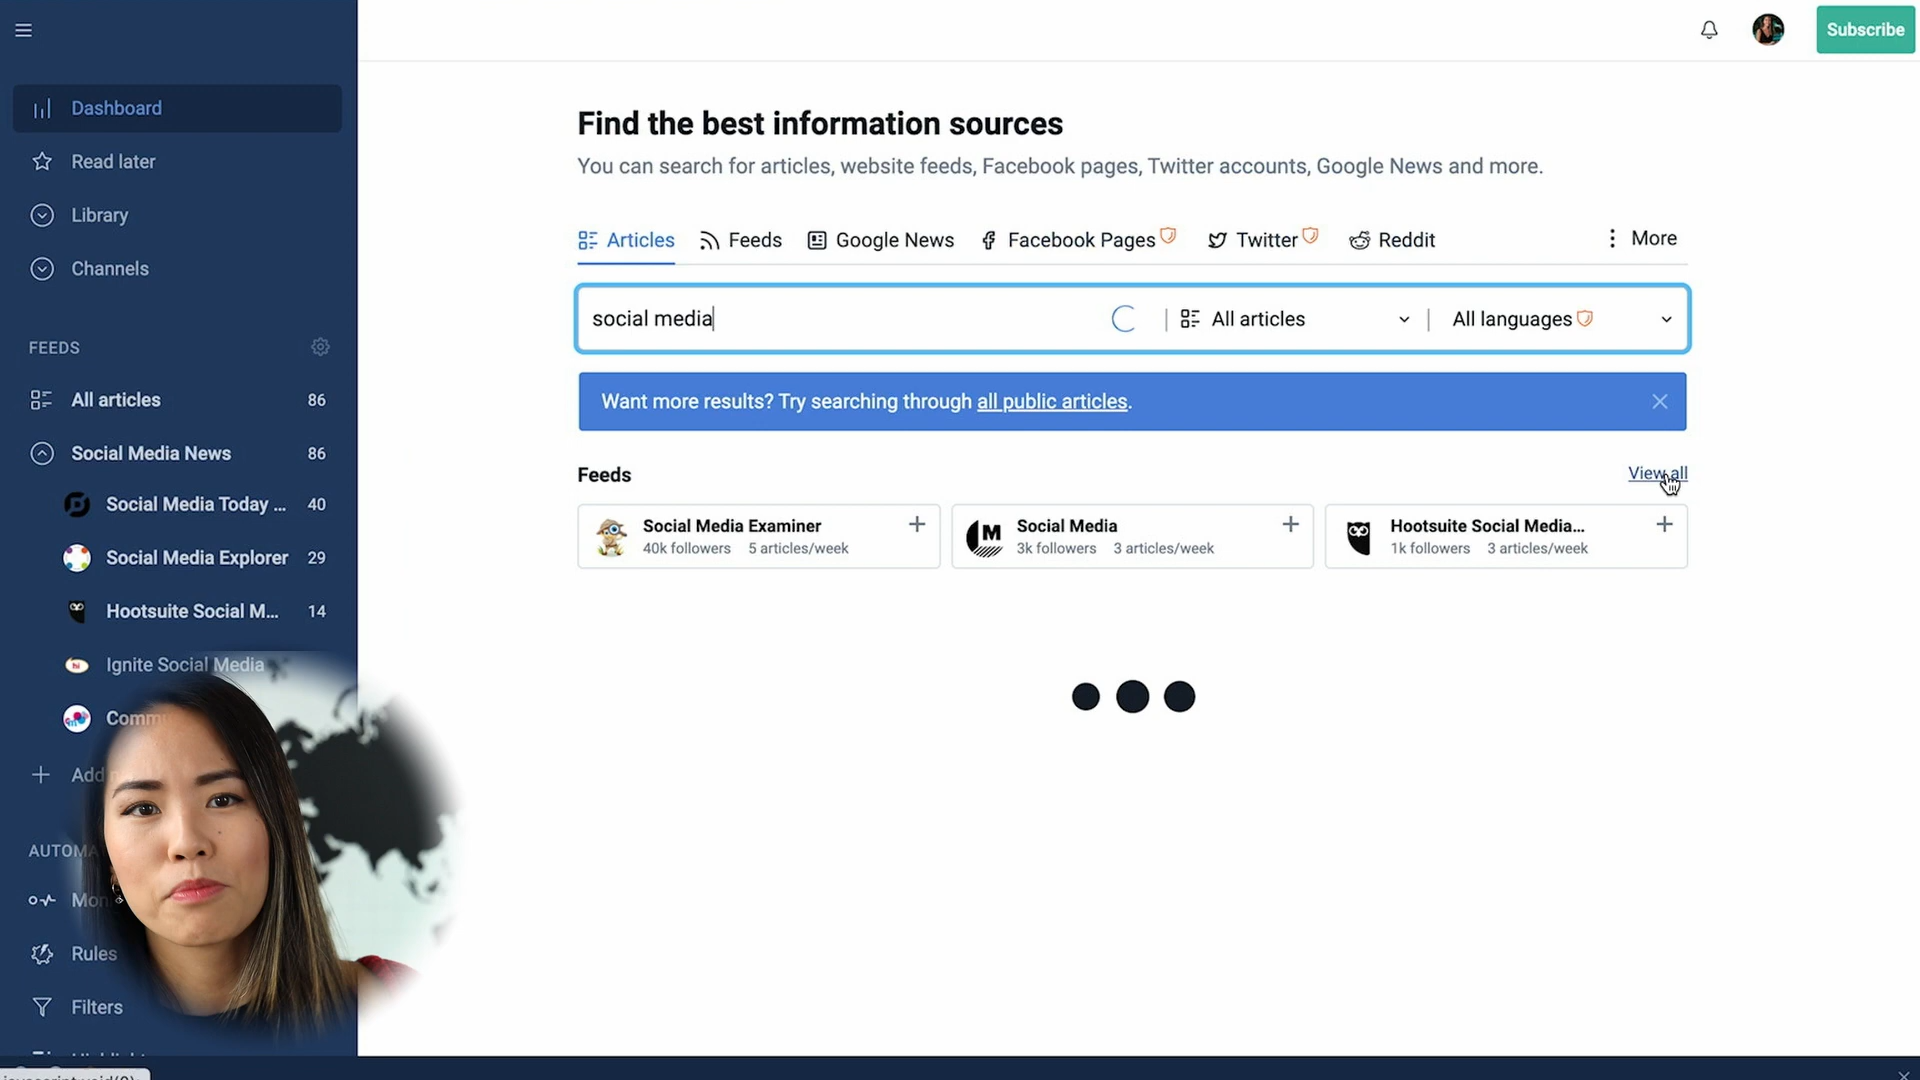 Subscribe
Dashboard
Read later
Library
Channels
FEEDS
All articles 86
Social Media News 86
Social Media Today ... 40
Social Media Explorer 29
Hootsuite Social M... 14
Ignite Social Media
Comm
Add
AUTOMA
Mon
Rules
Filters
Find the best information sources
You can search for articles, website feeds, Facebook pages, Twitter accounts, Google News and more.
Articles Feeds Google News Facebook Pages Twitter Reddit More
social media All articles All languages
Want more results? Try searching through all public articles.
Feeds View all
Social Media Examiner
40k followers 5 articles/week
Social Media
3k followers 3 articles/week
Hootsuite Social Media...
1k followers 3 articles/week